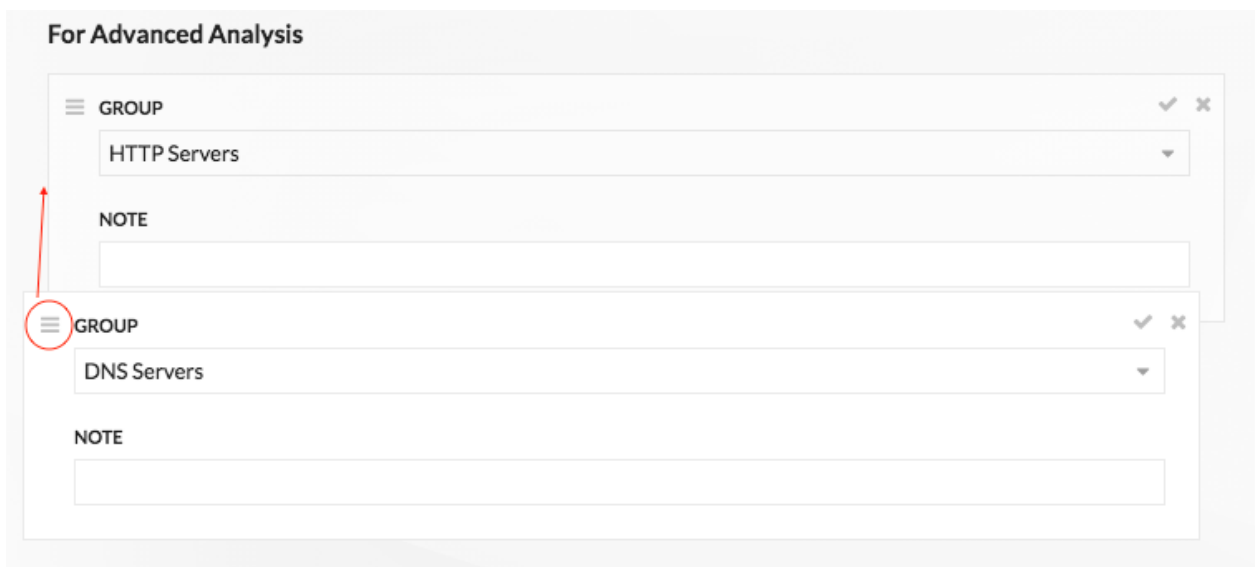 For Advanced Analysis
GROUP
HTTP Servers
NOTE
GROUP
DNS Servers
NOTE